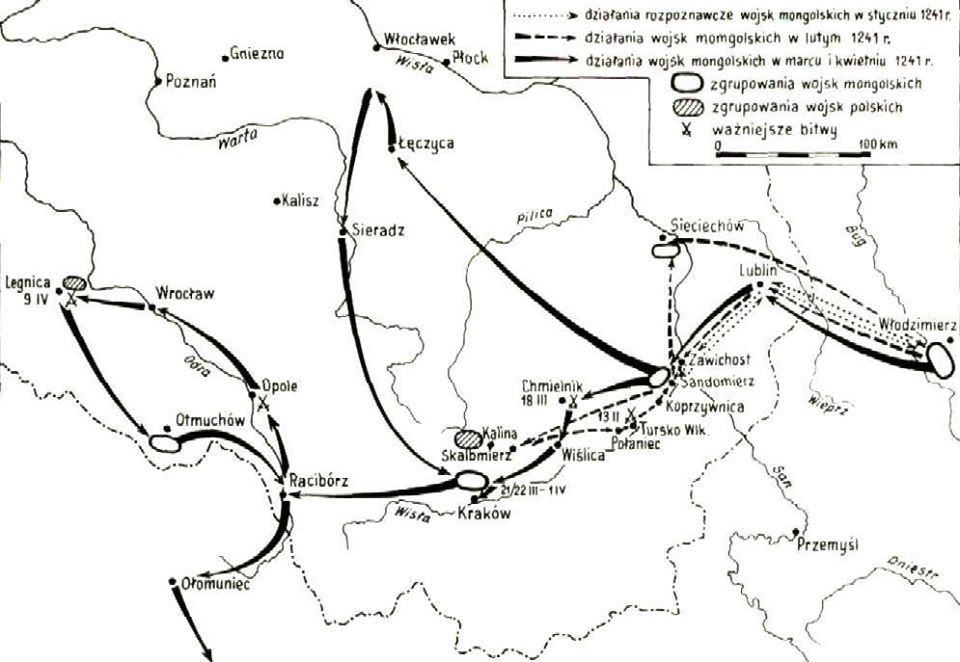 działania rozpoznawcze wojsk mongolskich w styczniu 1241 r.
działania wojsk momgolskich w lutym 1241 r.
działania wojsk mongolskich w marcu i kwietniu 1241 r.
zgrupowania wojsk mongolskich
zgrupowania wojsk polskich
ważniejsze bitwy
0 100 km
Włocławek
Gniezno
Wisła
Płock
Poznań
Warta
Łęczyca
Kalisz
Pilica
Sieradz
Sieciechów
Bug
Lublin
Legnica
9 IV
Wrocław
Włodzimierz
Odra
Zawichost
Opole
Chmielnik
18 III
Sandomierz
Koprzywnica
Wieprz
13 II
Otmuchów
Kalina
Tursko Wlk.
Połaniec
Skalbmierz
Wiślica
San
Racibórz
21/22 III-1 IV
Wisła
Kraków
Przemyśl
Dniestr
Ołomuniec